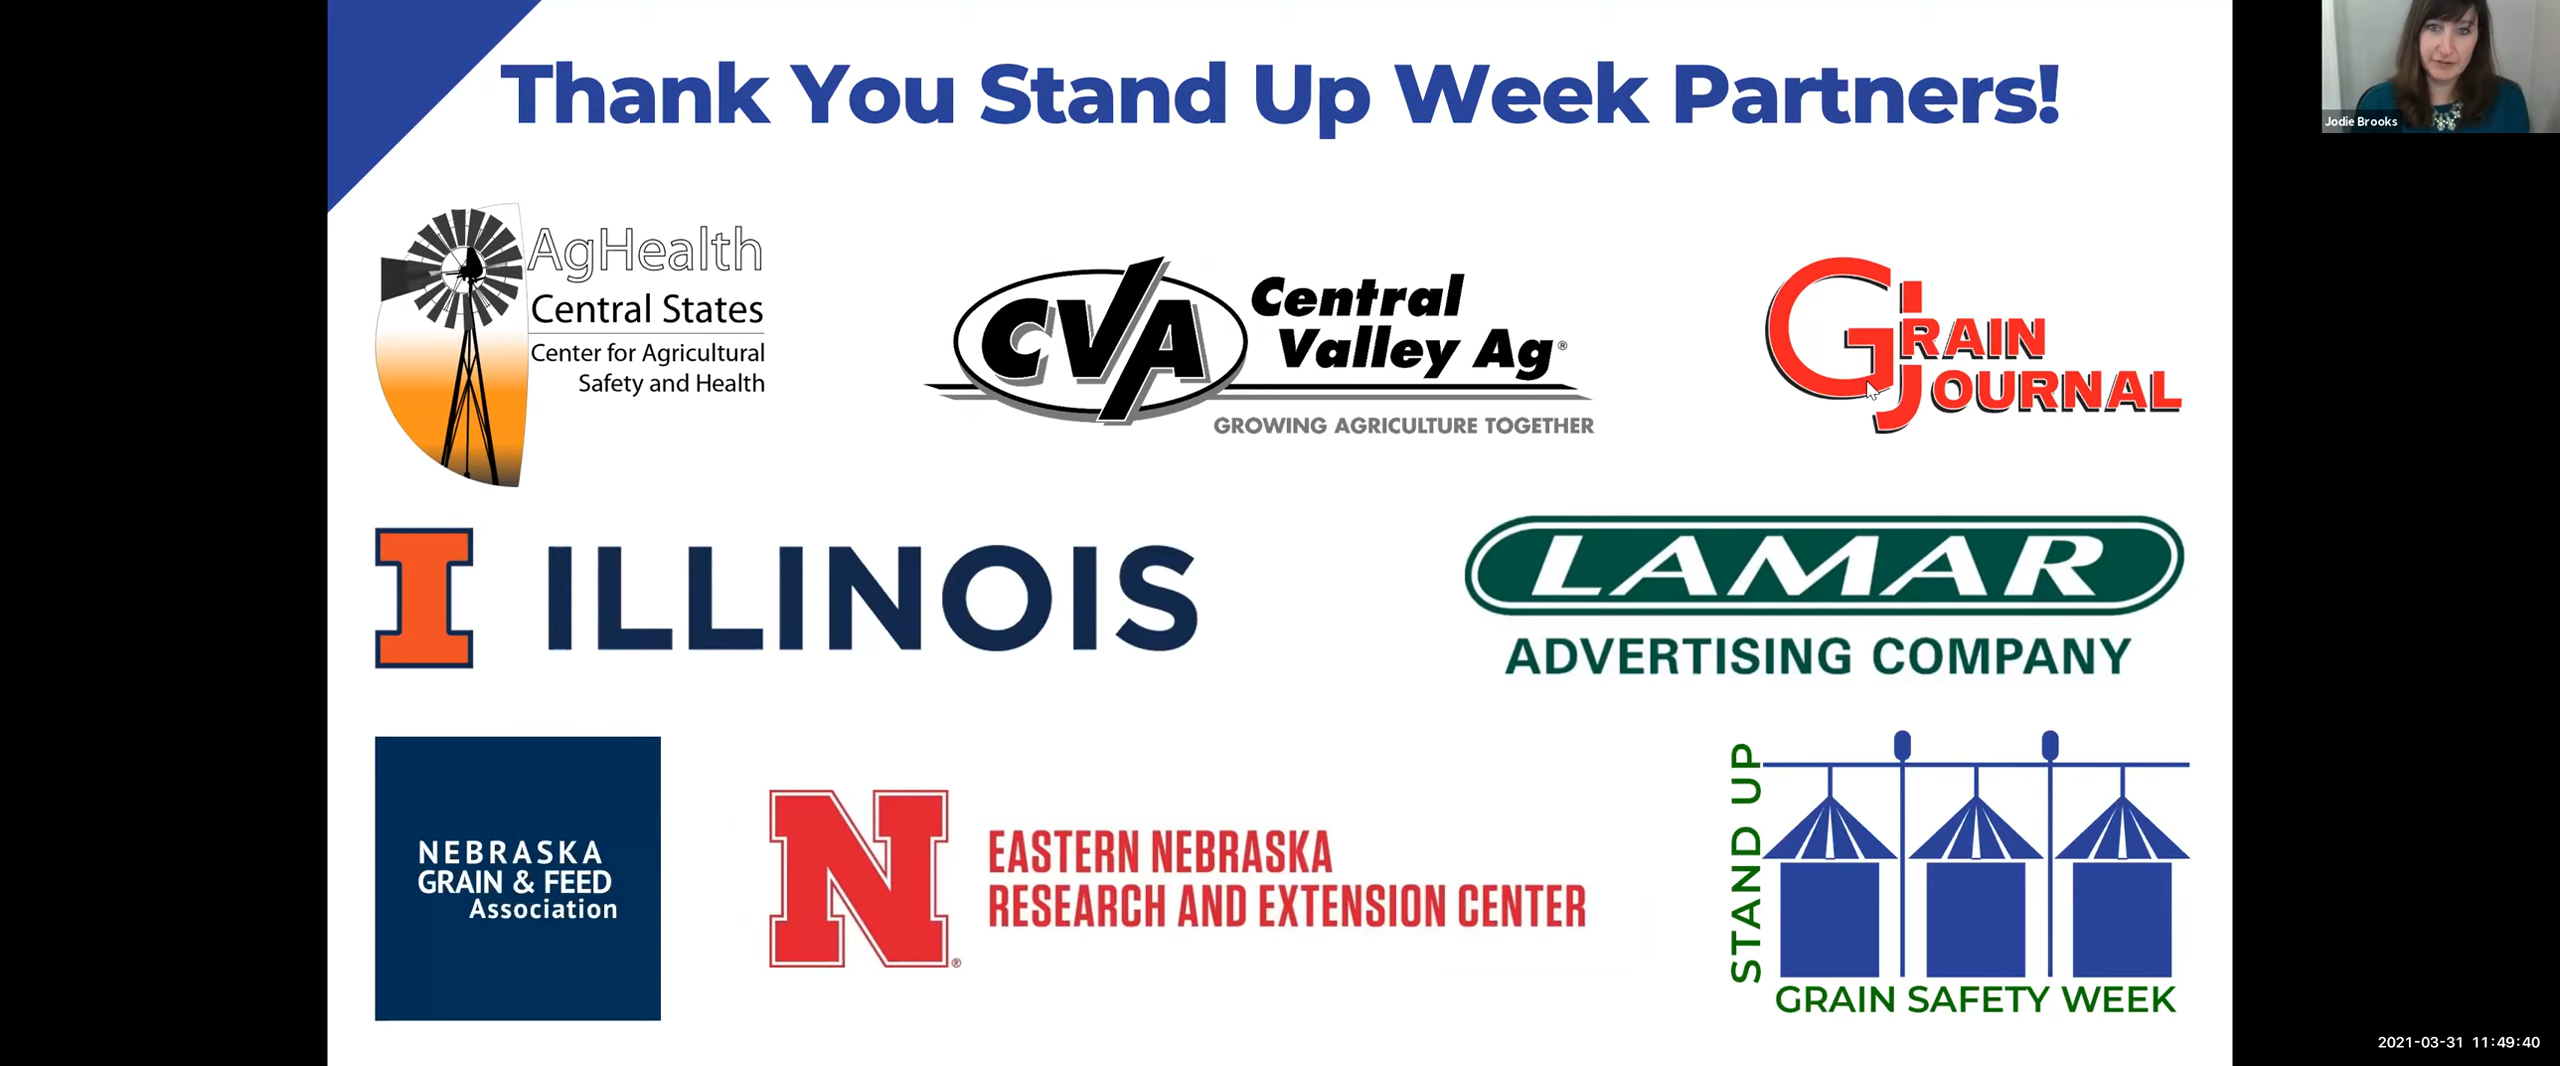 Thank You Stand Up Week Partners!
Jodie Brooks
AgHealth
Central States
Center for Agricultural
Safety and Health
CVA
Central
Valley Ag®
GROWING AGRICULTURE TOGETHER
GRAIN
JOURNAL
I ILLINOIS
LAMAR
ADVERTISING COMPANY
NEBRASKA
GRAIN & FEED
Association
N®
EASTERN NEBRASKA
RESEARCH AND EXTENSION CENTER
STAND UP
GRAIN SAFETY WEEK
2021-03-31 11:49:40